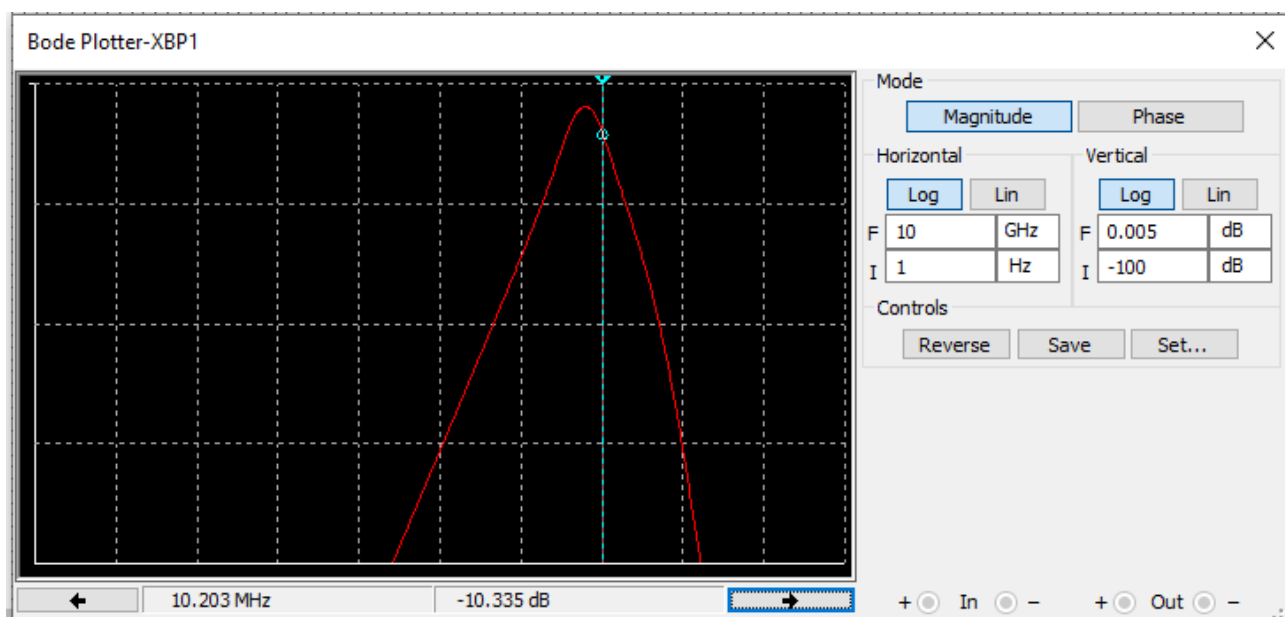 Bode Plotter-XBP1
Mode
Magnitude Phase
Horizontal Vertical
Log Lin Log Lin
F 10 GHz F 0.005 dB
I 1 Hz I -100 dB
Controls
Reverse Save Set...
10.203 MHz -10.335 dB + In - + Out -